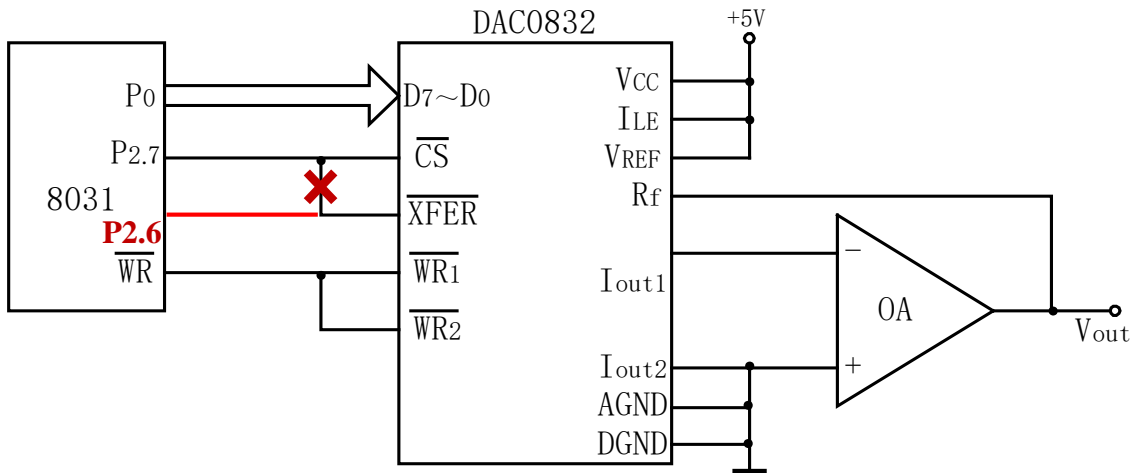 DAC0832
+5V
P0
D7~D0
VCC
ILE
P2.7
CS
VREF
8031
Rf
XFER
P2.6
WR
WR1
Iout1
OA
−
WR2
Vout
Iout2
+
AGND
DGND